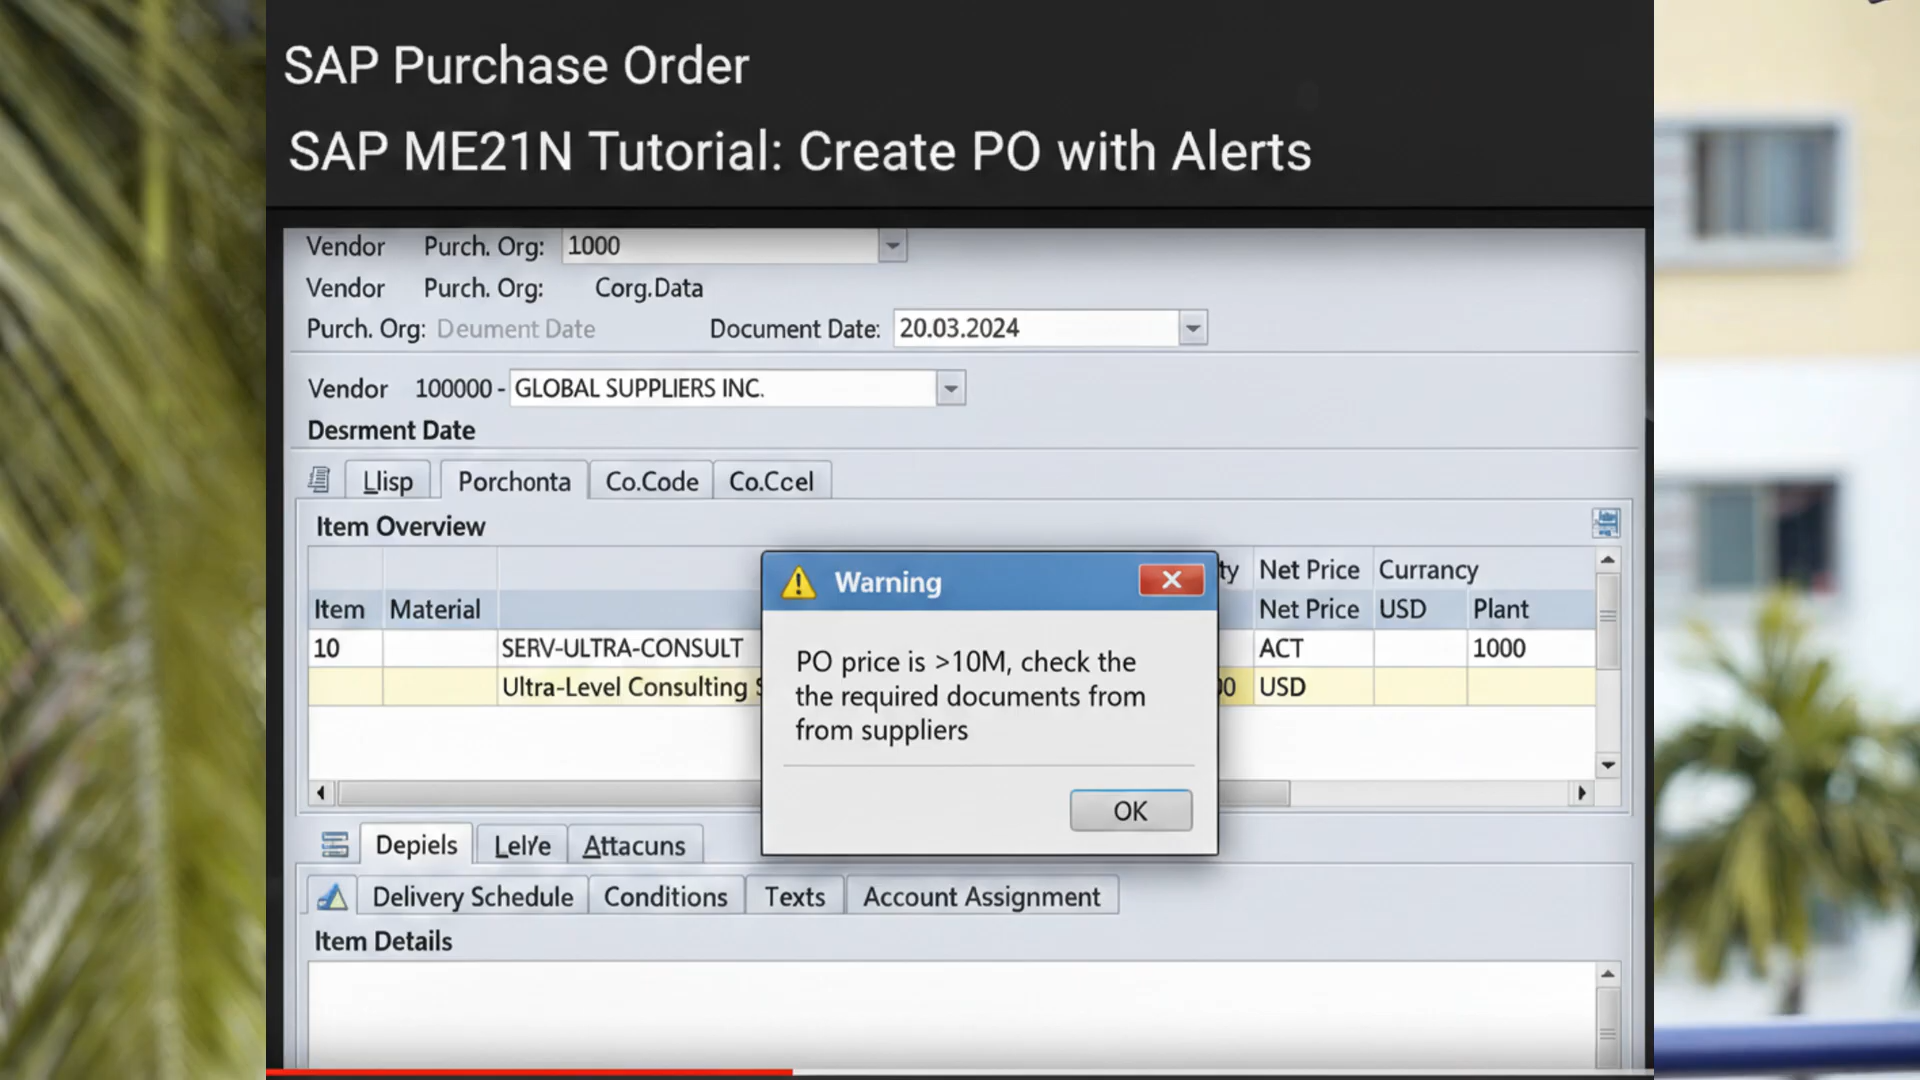 SAP Purchase Order
SAP ME21N Tutorial: Create PO with Alerts
Vendor Purch. Org: 1000
Vendor Purch. Org: Corg.Data
Purch. Org: Deument Date Document Date: 20.03.2024
Vendor 100000 - GLOBAL SUPPLIERS INC.
Desrment Date
Llisp Porchonta Co.Code Co.Ccel
Item Overview
ty Net Price Currancy
Item Material Net Price USD Plant
10 SERV-ULTRA-CONSULT ACT 1000
Ultra-Level Consulting S 00 USD
Warning
PO price is >10M, check the
the required documents from
from suppliers
OK
Depiels LelYe Attacuns
Delivery Schedule Conditions Texts Account Assignment
Item Details